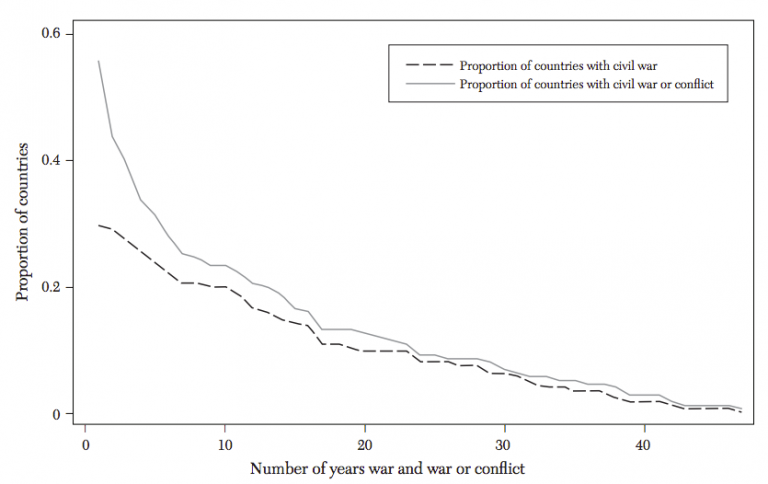 0.6
Proportion of countries with civil war
Proportion of countries with civil war or conflict
0.4
Proportion of countries
0.2
0
0 10 20 30 40
Number of years war and war or conflict